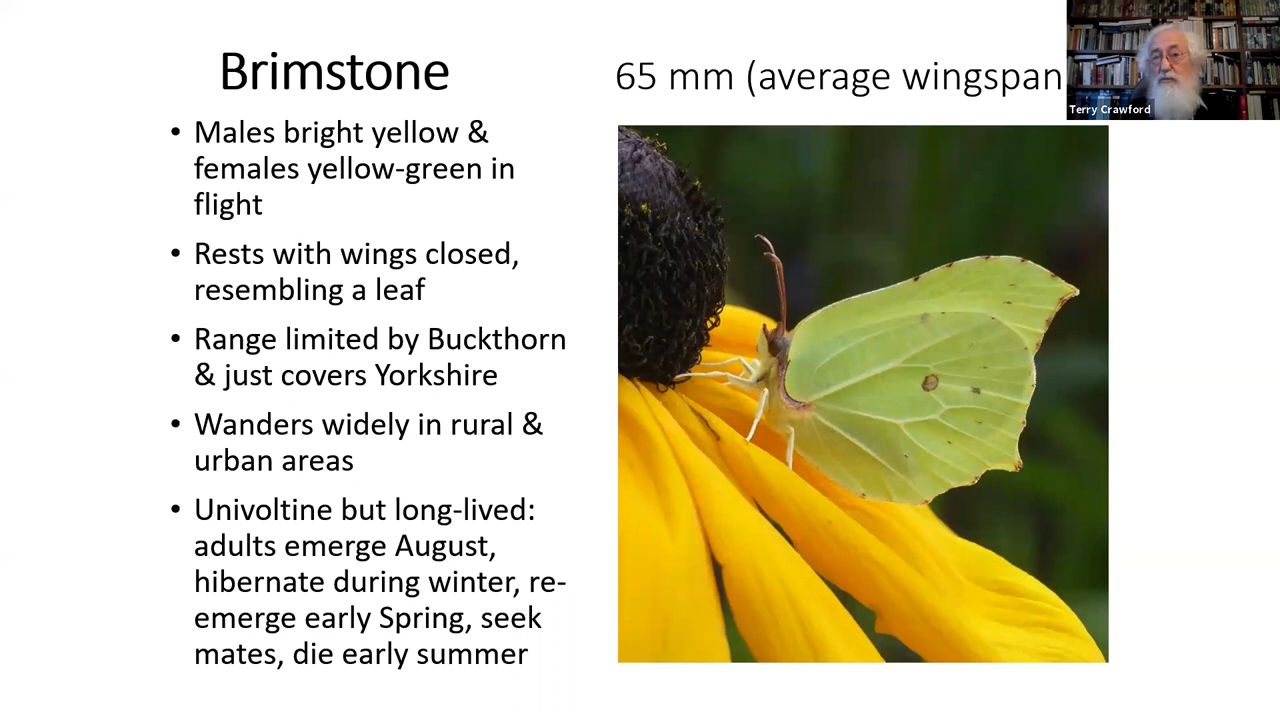 Brimstone
65 mm (average wingspan
Terry Crawford
• Males bright yellow &
females yellow-green in
flight
• Rests with wings closed,
resembling a leaf
• Range limited by Buckthorn
& just covers Yorkshire
• Wanders widely in rural &
urban areas
• Univoltine but long-lived:
adults emerge August,
hibernate during winter, re-
emerge early Spring, seek
mates, die early summer